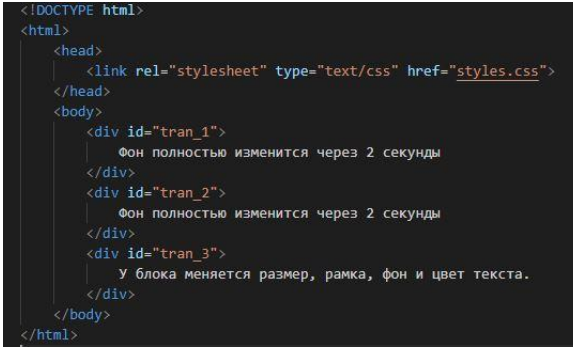 <!DOCTYPE html>
<html>
<head>
<link rel="stylesheet" type="text/css" href="styles.css">
</head>
<body>
<div id="tran_1">
Фон полностью изменится через 2 секунды
</div>
<div id="tran_2">
Фон полностью изменится через 2 секунды
</div>
<div id="tran_3">
У блока меняется размер, рамка, фон и цвет текста.
</div>
</body>
</html>